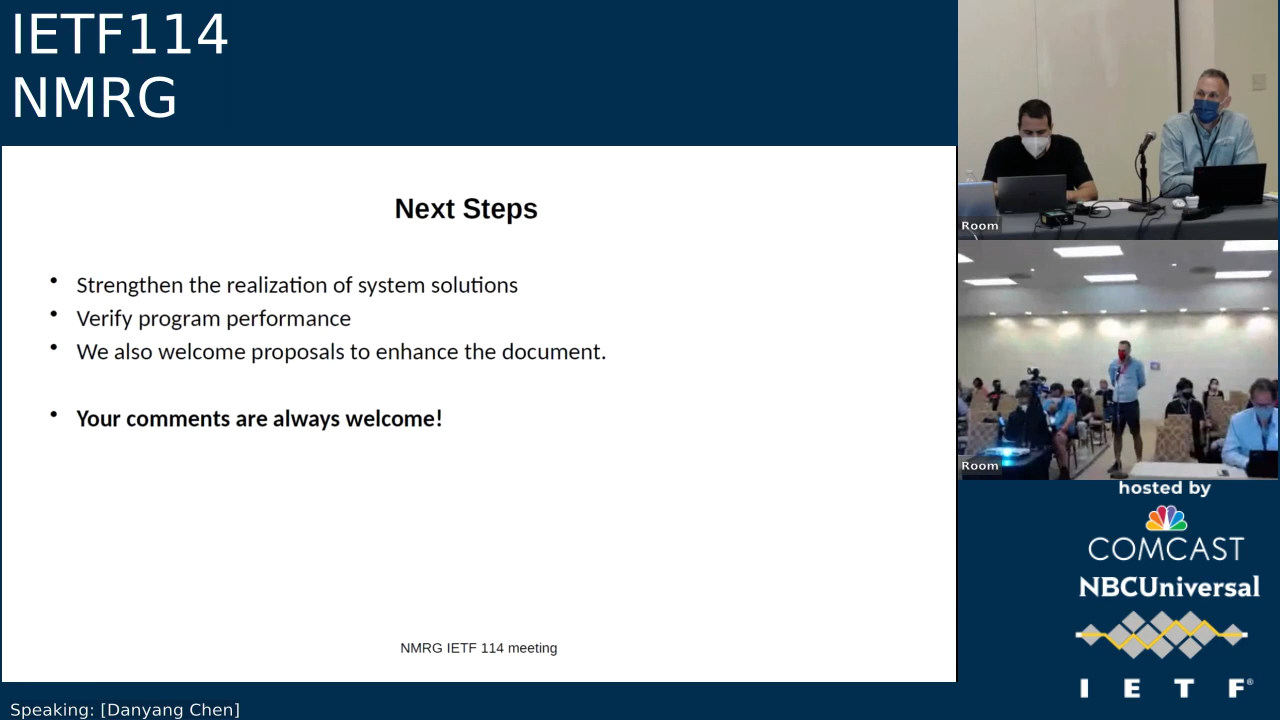 IETF114
NMRG
Next Steps
• Strengthen the realization of system solutions
• Verify program performance
• We also welcome proposals to enhance the document.
• Your comments are always welcome!
NMRG IETF 114 meeting
Room
Room
hosted by
COMCAST
NBCUniversal
I E T F®
Speaking: [Danyang Chen]